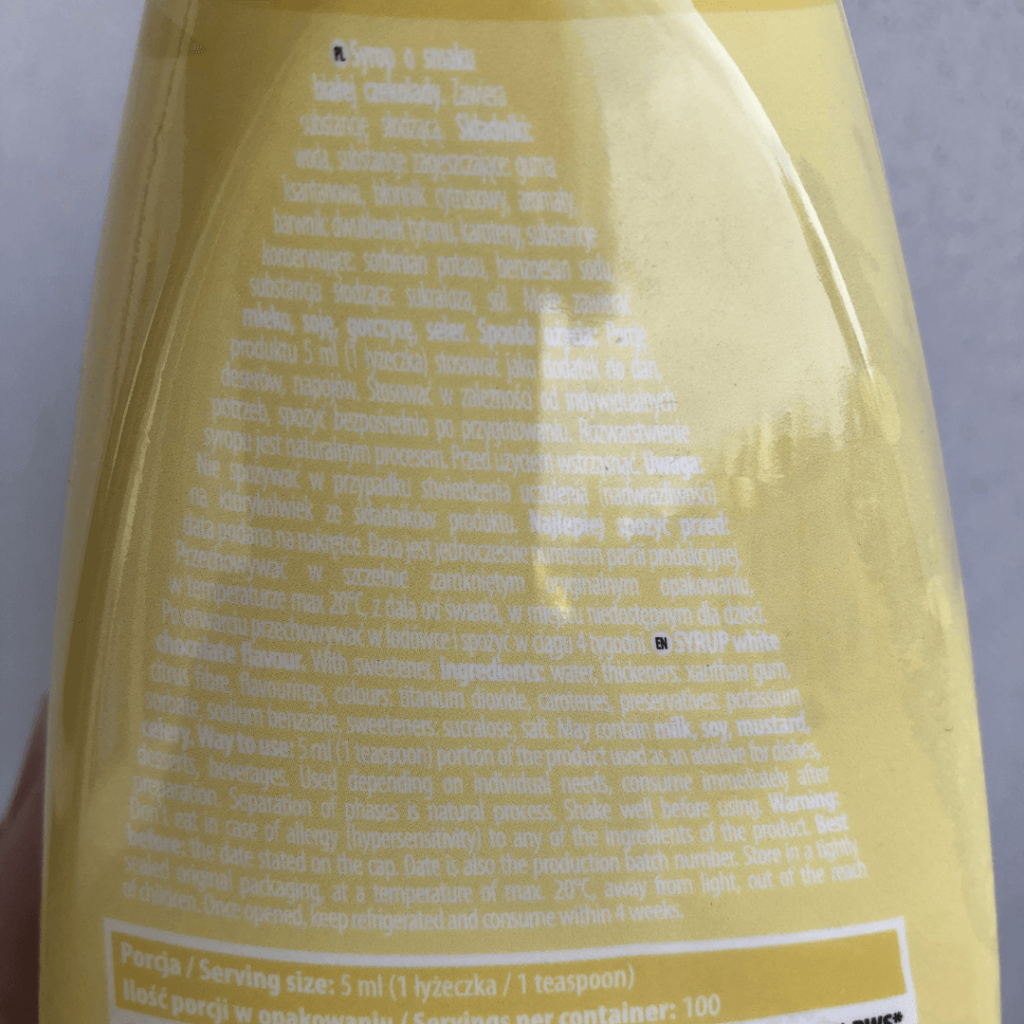 PL Syrop o smaku
białej czekolady. Zawiera
substancję słodzącą. Składniki:
woda, substancje zagęszczające: guma
ksantanowa, błonnik cytrusowy, aromaty,
barwnik: dwutlenek tytanu, karoteny, substancje
konserwujące: sorbinian potasu, benzoesan sodu,
substancja słodząca: sukraloza, sól. Może zawierać
mleko, soję, gorczycę, seler. Sposób użycia: Porcję
produktu 5 ml (1 łyżeczka) stosować jako dodatek do dań,
deserów, napojów. Stosować w zależności od indywidualnych
potrzeb, spożyć bezpośrednio po przygotowaniu. Rozwarstwienie
syropu jest naturalnym procesem. Przed użyciem wstrząsnąć. Uwaga:
Nie spożywać w przypadku stwierdzenia uczulenia (nadwrażliwości)
na którykolwiek ze składników produktu. Najlepiej spożyć przed:
data podana na nakrętce. Data jest jednocześnie numerem partii produkcyjnej.
Przechowywać w szczelnie zamkniętym oryginalnym opakowaniu,
w temperaturze max. 20°C, z dala od światła, w miejscu niedostępnym dla dzieci.
Po otwarciu przechowywać w lodówce i spożyć w ciągu 4 tygodni. EN SYRUP white
chocolate flavour. With sweetener. Ingredients: water, thickeners: xanthan gum,
citrus fibre, flavourings, colours: titanium dioxide, carotenes, preservatives: potassium
sorbate, sodium benzoate, sweeteners: sucralose, salt. May contain milk, soy, mustard,
celery. Way to use: 5 ml (1 teaspoon) portion of the product used as an additive for dishes,
desserts, beverages. Used depending on individual needs, consume immediately after
preparation. Separation of phases is natural process. Shake well before using. Warning:
Don't eat in case of allergy (hypersensitivity) to any of the ingredients of the product. Best
before: the date stated on the cap. Date is also the production batch number. Store in a tightly
sealed original packaging, at a temperature of max. 20°C, away from light, out of the reach
of children. Once opened, keep refrigerated and consume within 4 weeks.
Porcja / Serving size: 5 ml (1 łyżeczka / 1 teaspoon)
Ilość porcji w opakowaniu / Servings per container: 100
RWS*